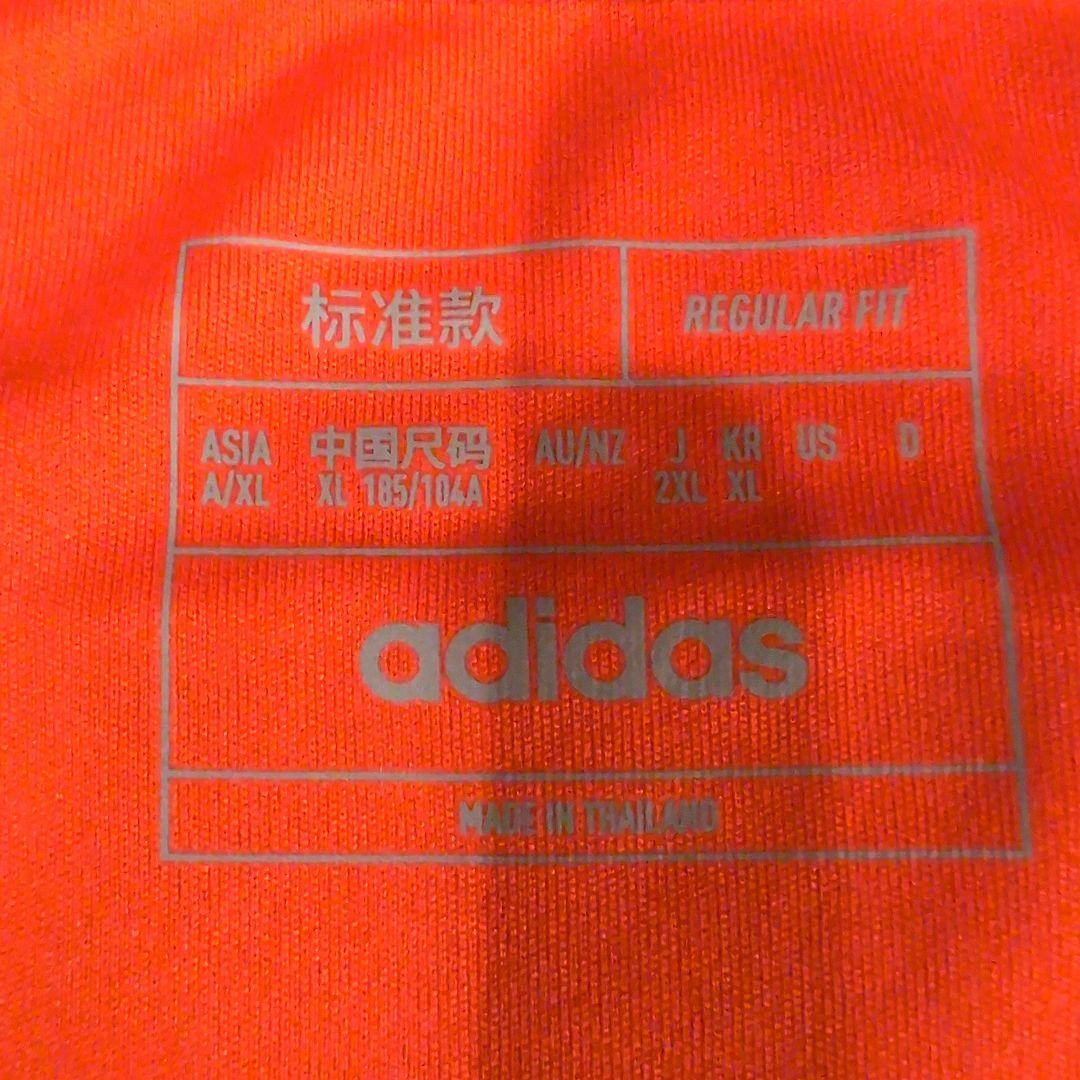 标准款 REGULAR FIT
ASIA 中国尺码 AU/NZ J KR US D
A/XL XL 185/104A 2XL XL
adidas
MADE IN THAILAND